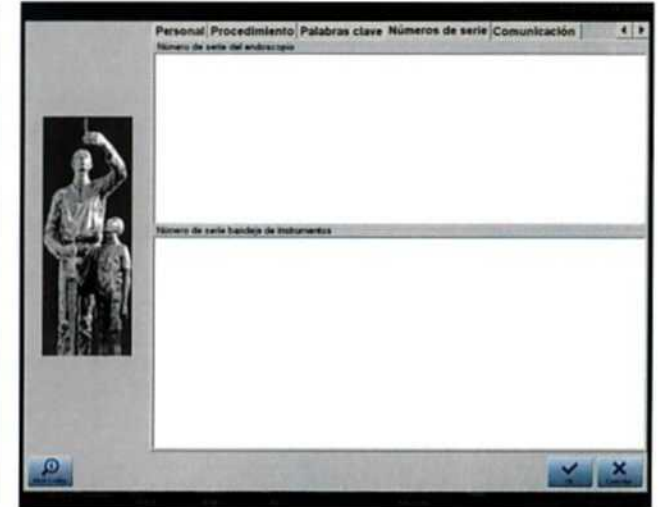 Personal Procedimiento Palabras clave Números de serie Comunicación
Número de serie del endoscopio
Número de serie bandeja de instrumentos